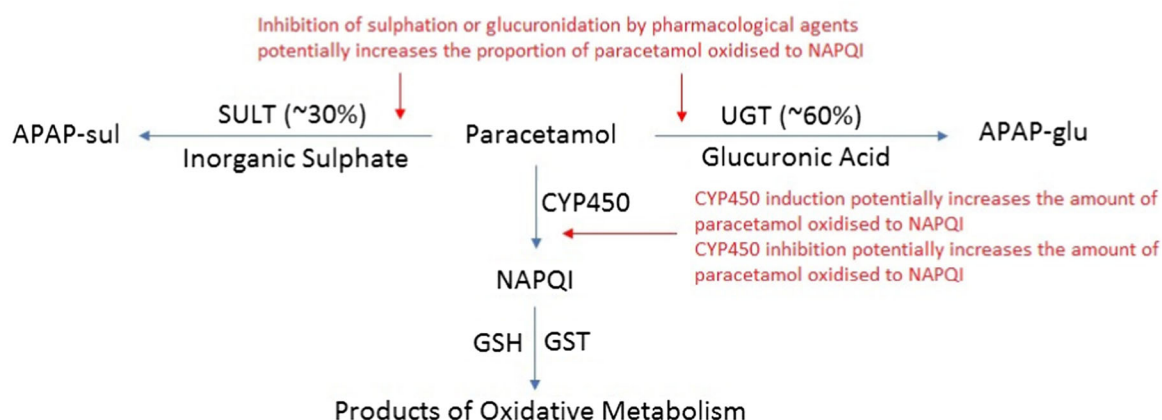 Inhibition of sulphation or glucuronidation by pharmacological agents
potentially increases the proportion of paracetamol oxidised to NAPQI
SULT (~30%)
UGT (~60%)
APAP-sul
Paracetamol
APAP-glu
Inorganic Sulphate
Glucuronic Acid
CYP450
CYP450 induction potentially increases the amount of
paracetamol oxidised to NAPQI
CYP450 inhibition potentially increases the amount of
paracetamol oxidised to NAPQI
NAPQI
GSH
GST
Products of Oxidative Metabolism